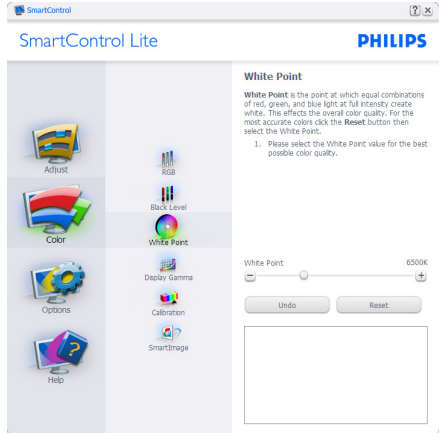 SmartControl
SmartControl Lite
PHILIPS
Adjust
Color
Options
Help
RGB
Black Level
White Point
Display Gamma
Calibration
SmartImage
White Point
White Point is the point at which equal combinations
of red, green, and blue light at full intensity create
white. This effects the overall color quality. For the
most accurate colors click the Reset button then
select the White Point.
1. Please select the White Point value for the best
possible color quality.
White Point 6500K
Undo Reset